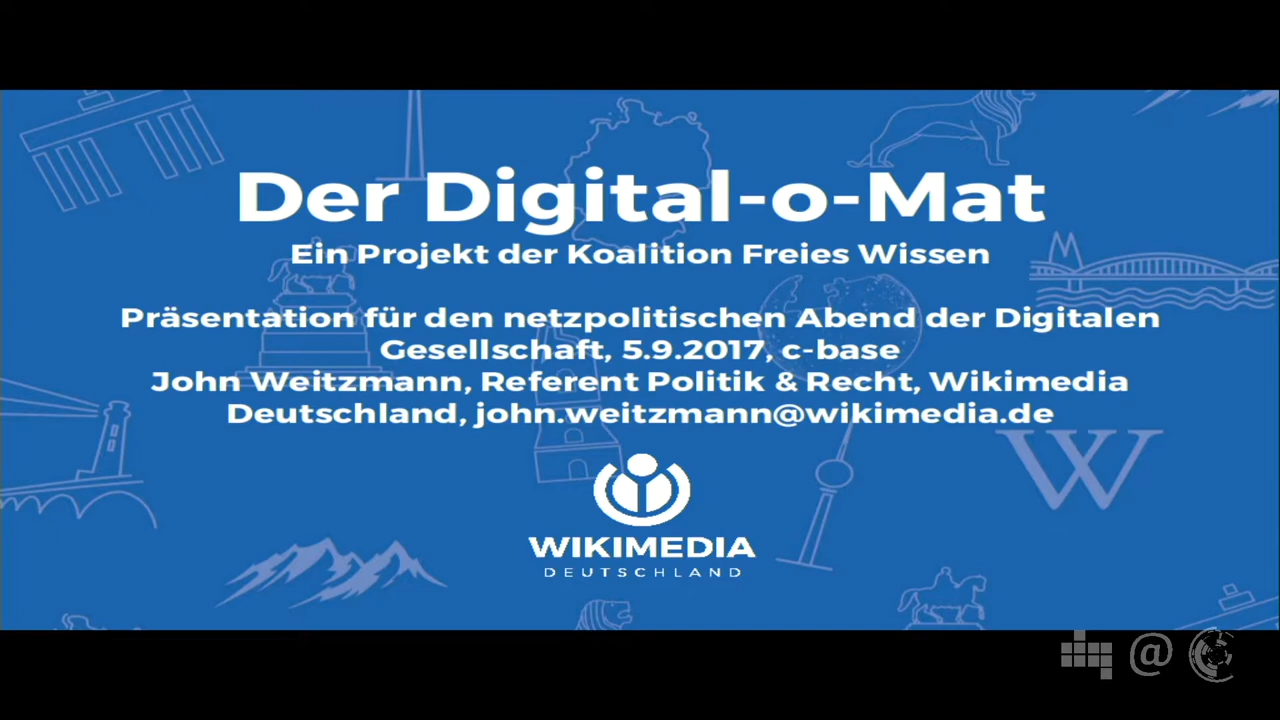 Der Digital-o-Mat
Ein Projekt der Koalition Freies Wissen
Präsentation für den netzpolitischen Abend der Digitalen
Gesellschaft, 5.9.2017, c-base
John Weitzmann, Referent Politik & Recht, Wikimedia
Deutschland, john.weitzmann@wikimedia.de
W
WIKIMEDIA
DEUTSCHLAND
@